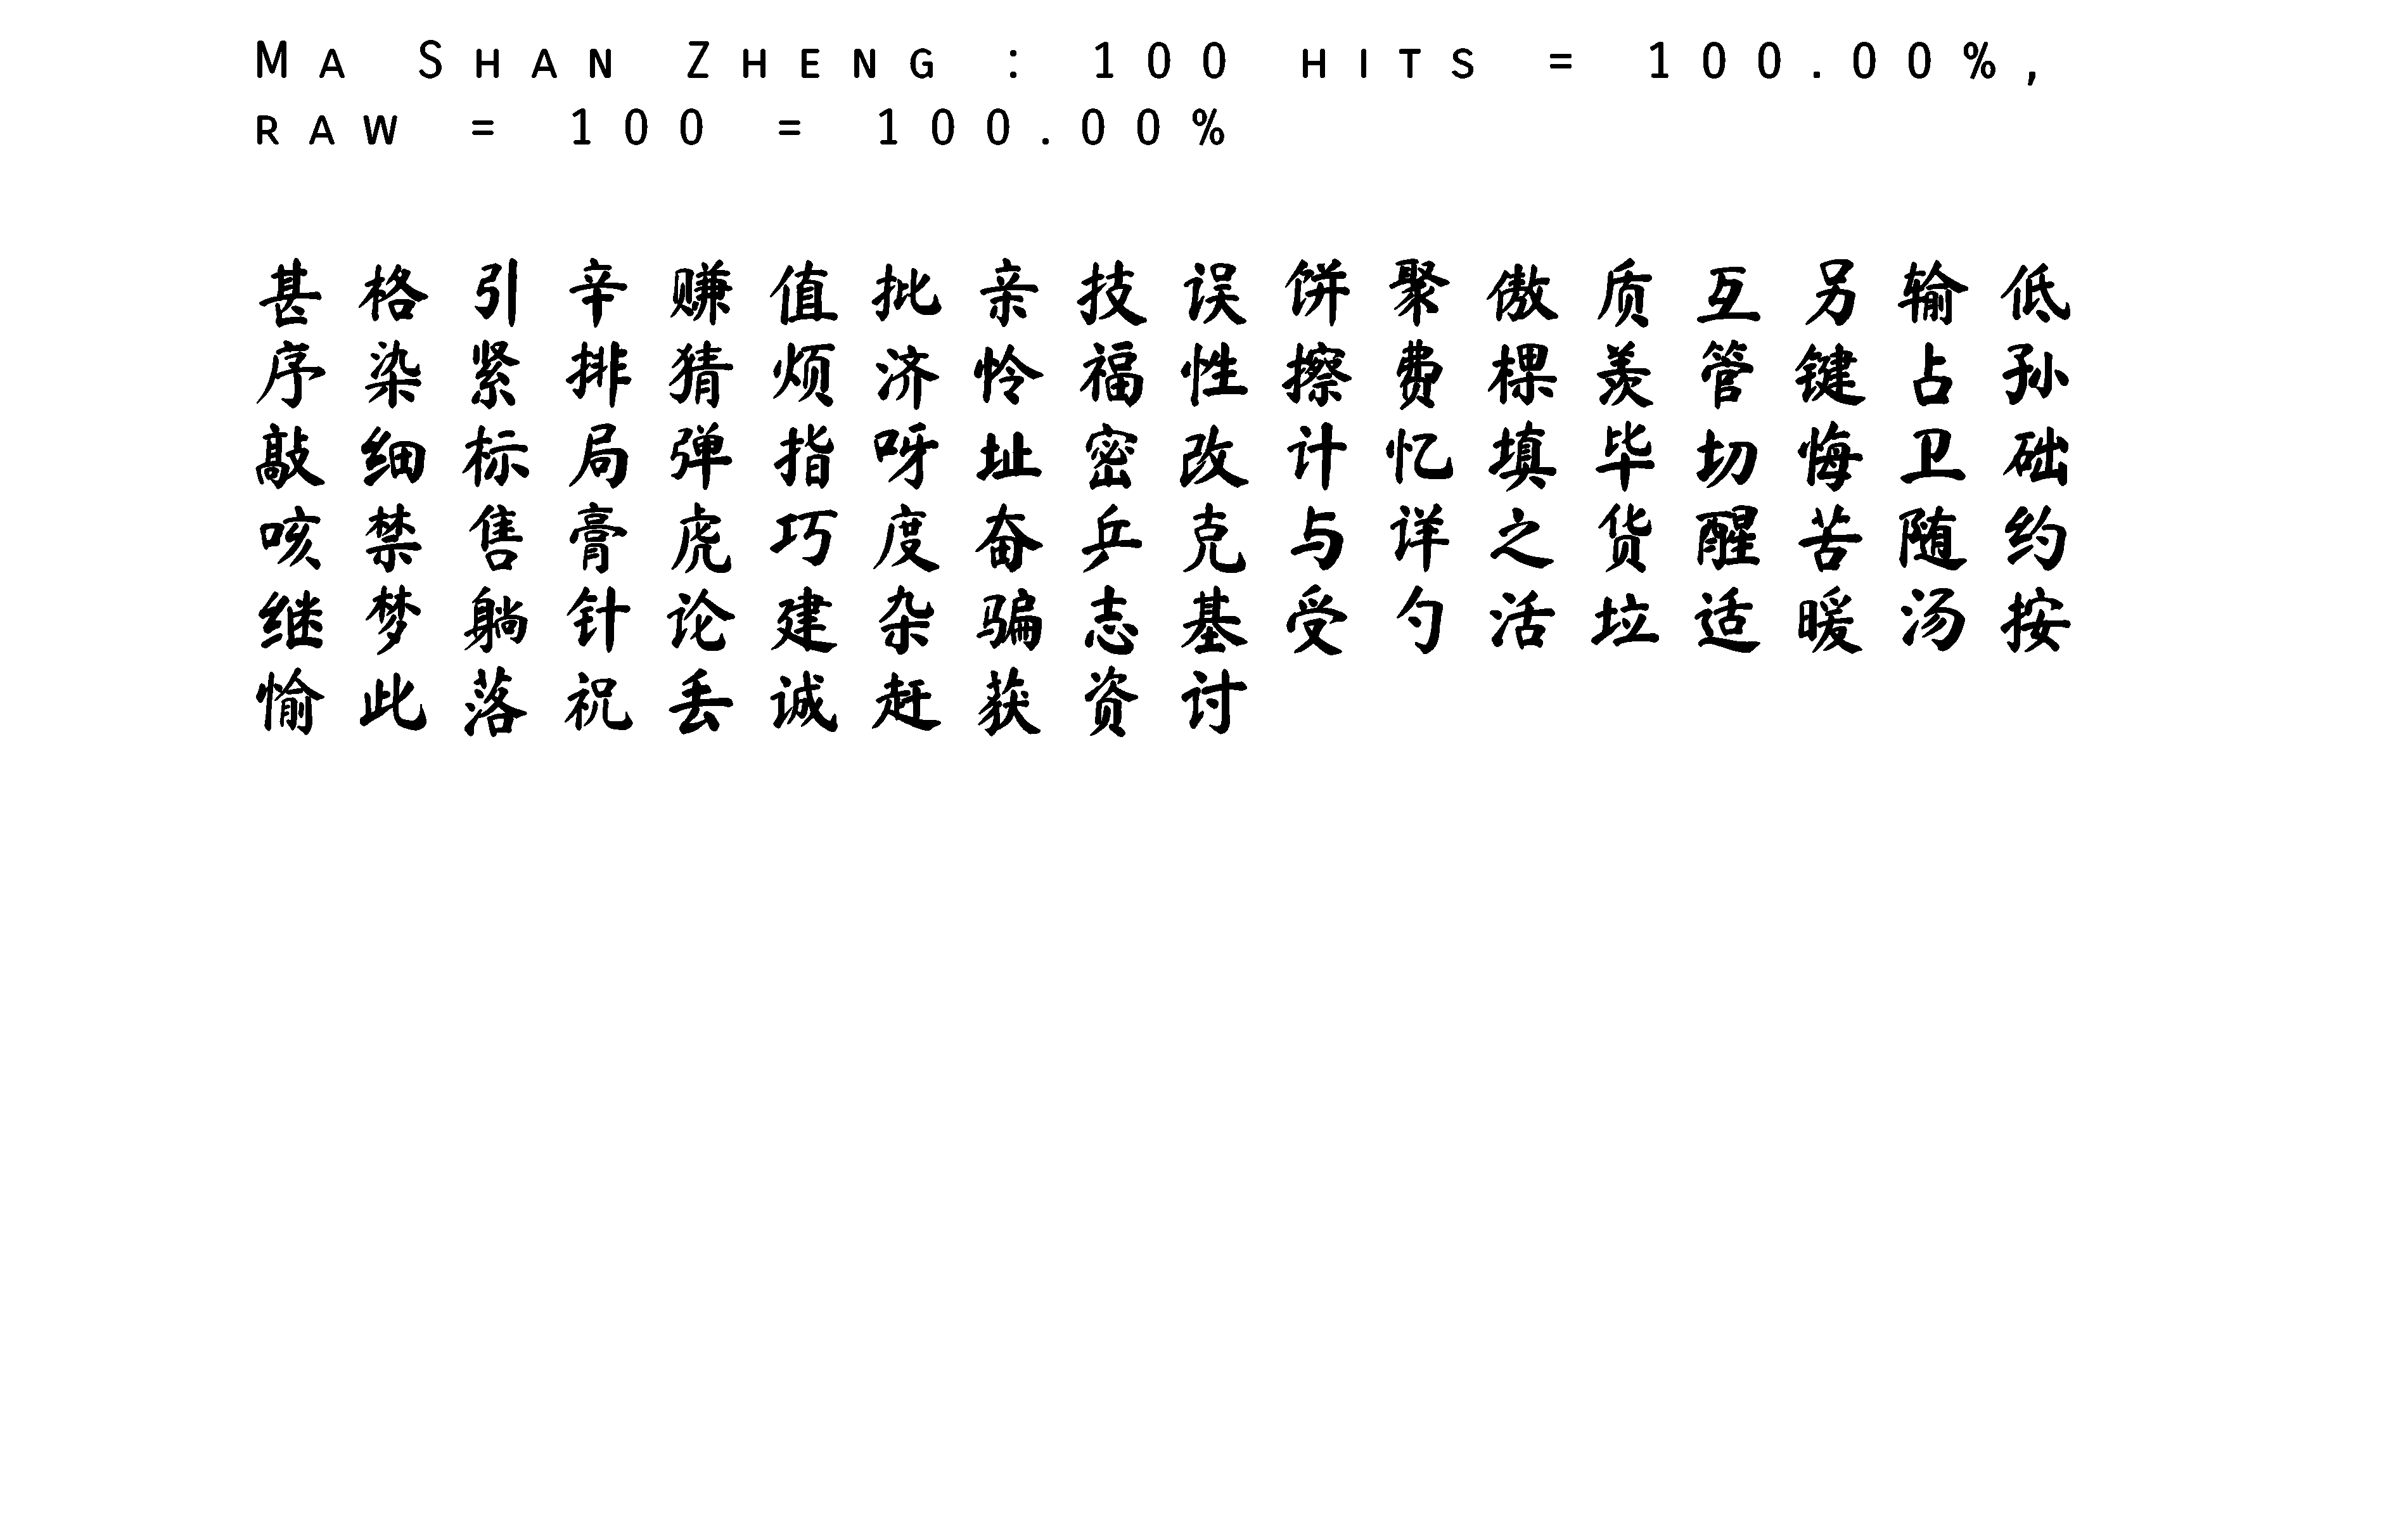 Ma Shan Zheng : 100 hits = 100.00%,
raw = 100 = 100.00%
甚格引辛赚值批亲技误饼聚傲质互另输低
序染紧排猜烦济怜福性擦费棵羡管键占孙
敲细标局弹指呀址密改计忆填毕切悔卫础
咳禁售膏虎巧度奋乒克与详之货醒苦随约
继梦躺针论建杂骗志基受勺活垃适暖汤按
愉此落祝丢诚赶获资讨